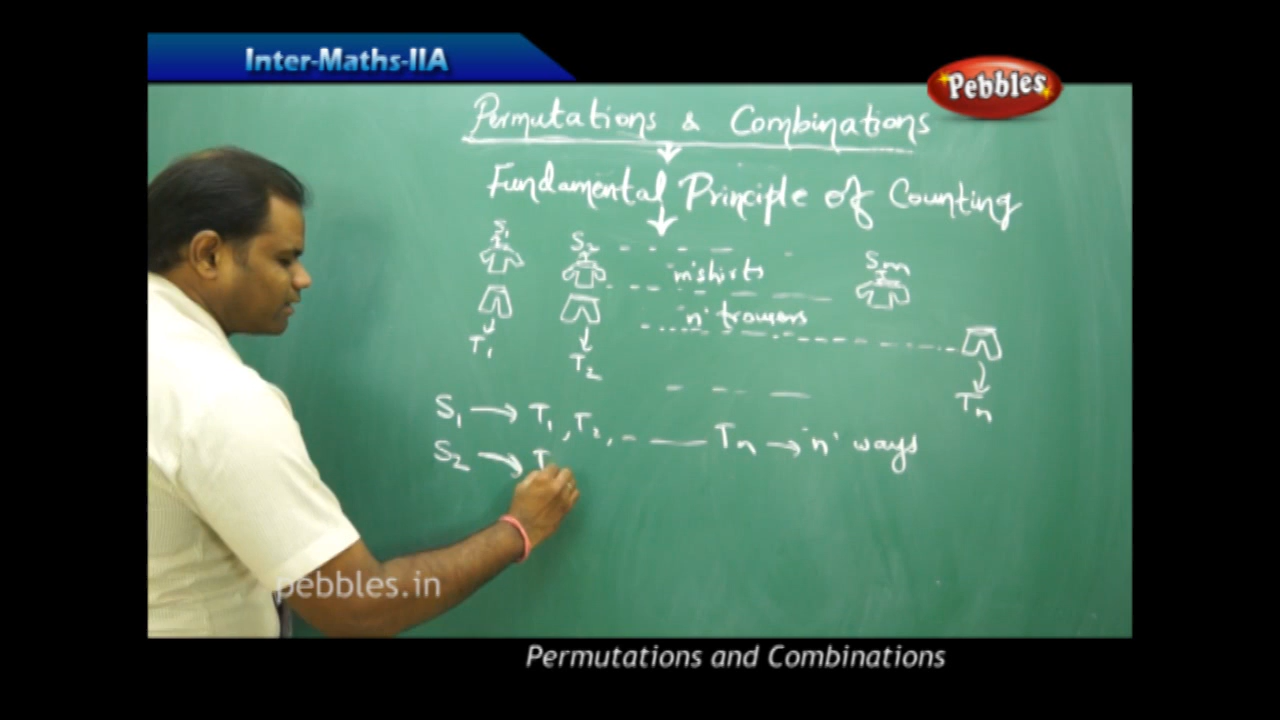 Inter-Maths-IIA
Pebbles
Permutations & Combinations
Fundamental Principle of Counting
S1 S2 Sm
'm' shirts
'n' trousers
T1 T2 Tn
S1 → T1, T2, - — Tn → 'n' ways
S2 → T
pebbles.in
Permutations and Combinations